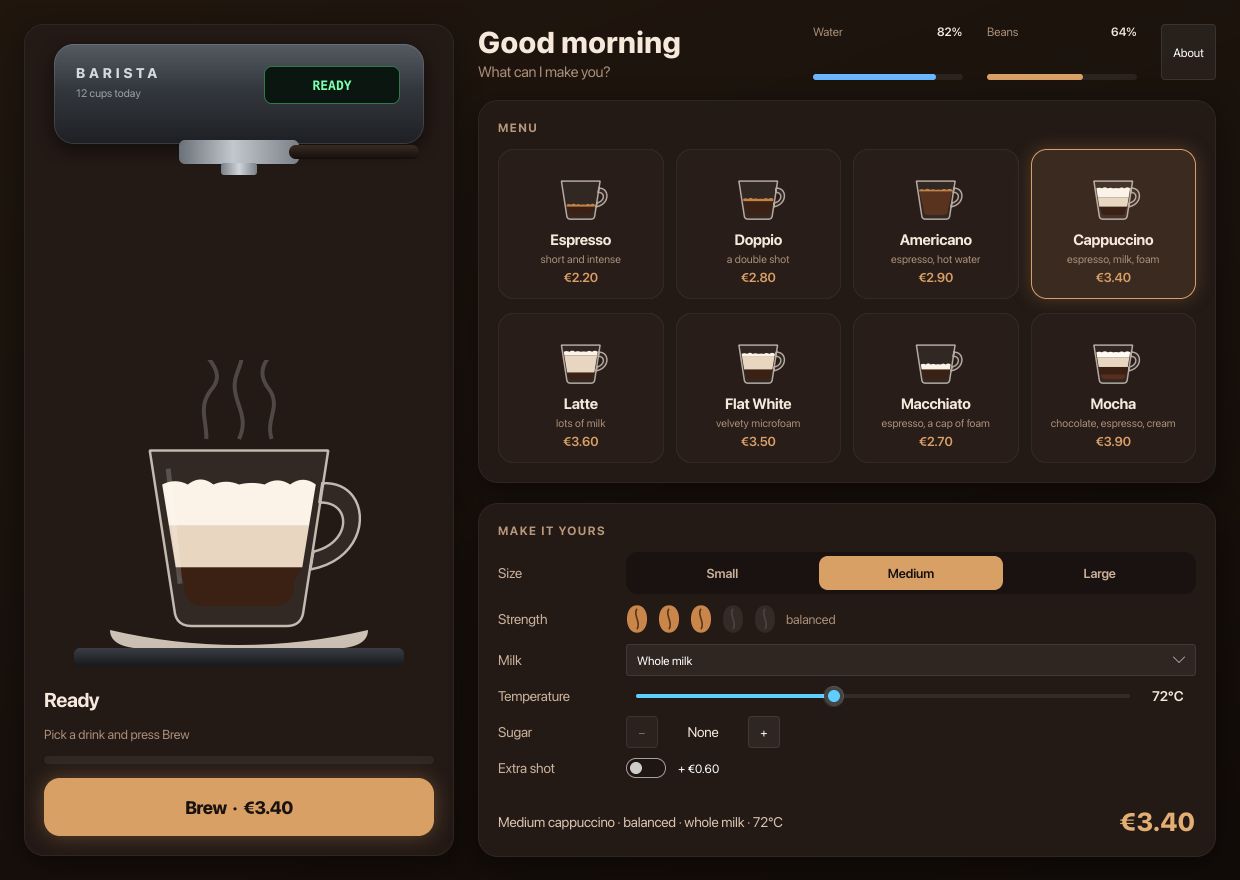 BARISTA
12 cups today
READY
Ready
Pick a drink and press Brew
Brew · €3.40
Good morning
What can I make you?
Water 82%
Beans 64%
About
MENU
Espresso
short and intense
€2.20
Doppio
a double shot
€2.80
Americano
espresso, hot water
€2.90
Cappuccino
espresso, milk, foam
€3.40
Latte
lots of milk
€3.60
Flat White
velvety microfoam
€3.50
Macchiato
espresso, a cap of foam
€2.70
Mocha
chocolate, espresso, cream
€3.90
MAKE IT YOURS
Size Small Medium Large
Strength balanced
Milk Whole milk
Temperature 72°C
Sugar − None +
Extra shot + €0.60
Medium cappuccino · balanced · whole milk · 72°C €3.40